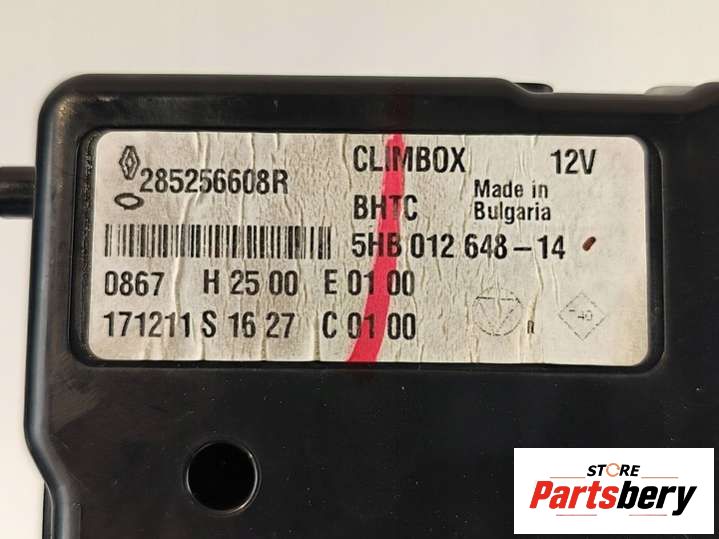 285256608R
CLIMBOX 12V
BHTC Made in
Bulgaria
5HB 012 648-14
0867 H 25 00 E 01 00
171211 S 16 27 C 01 00
STORE
Partsbery